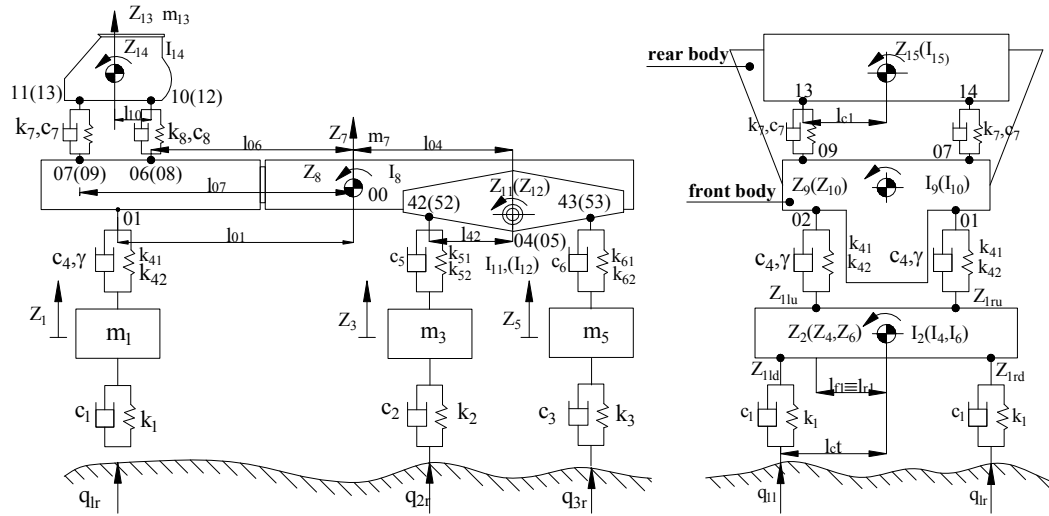 Z13 m13
Z14 I14
11(13) 10(12)
l10
k7,c7 k8,c8
l06 Z7 m7 l04
07(09) 06(08) Z8 I8
l07 00
Z11(Z12)
42(52) 43(53)
01
l01 l42 04(05)
I11,(I12)
c4,γ k41 k42
c5 k51 k52
c6 k61 k62
Z1 Z3 Z5
m1 m3 m5
c1 k1 c2 k2 c3 k3
q1r q2r q3r
rear body
Z15(I15)
13 14
lc1
k7,c7 k7,c7
09 07
Z9(Z10) I9(I10)
front body
02 01
c4,γ k41 k42 c4,γ k41 k42
Z1lu Z1ru
Z2(Z4,Z6) I2(I4,I6)
Z1ld Z1rd
lf1≡lr1
c1 k1 c1 k1
lct
q1l q1r